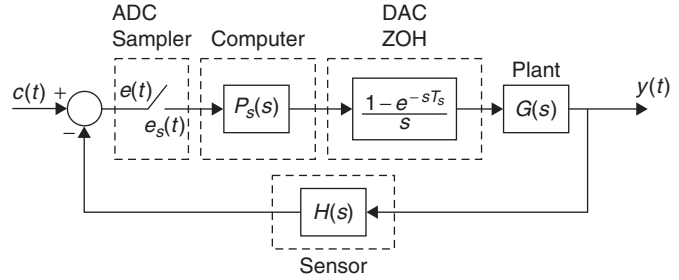 ADC
Sampler
Computer
DAC
ZOH
Plant
c(t) +
−
e(t)
e_s(t)
P_s(s)
1 − e^{−sT_s}
s
G(s)
y(t)
H(s)
Sensor